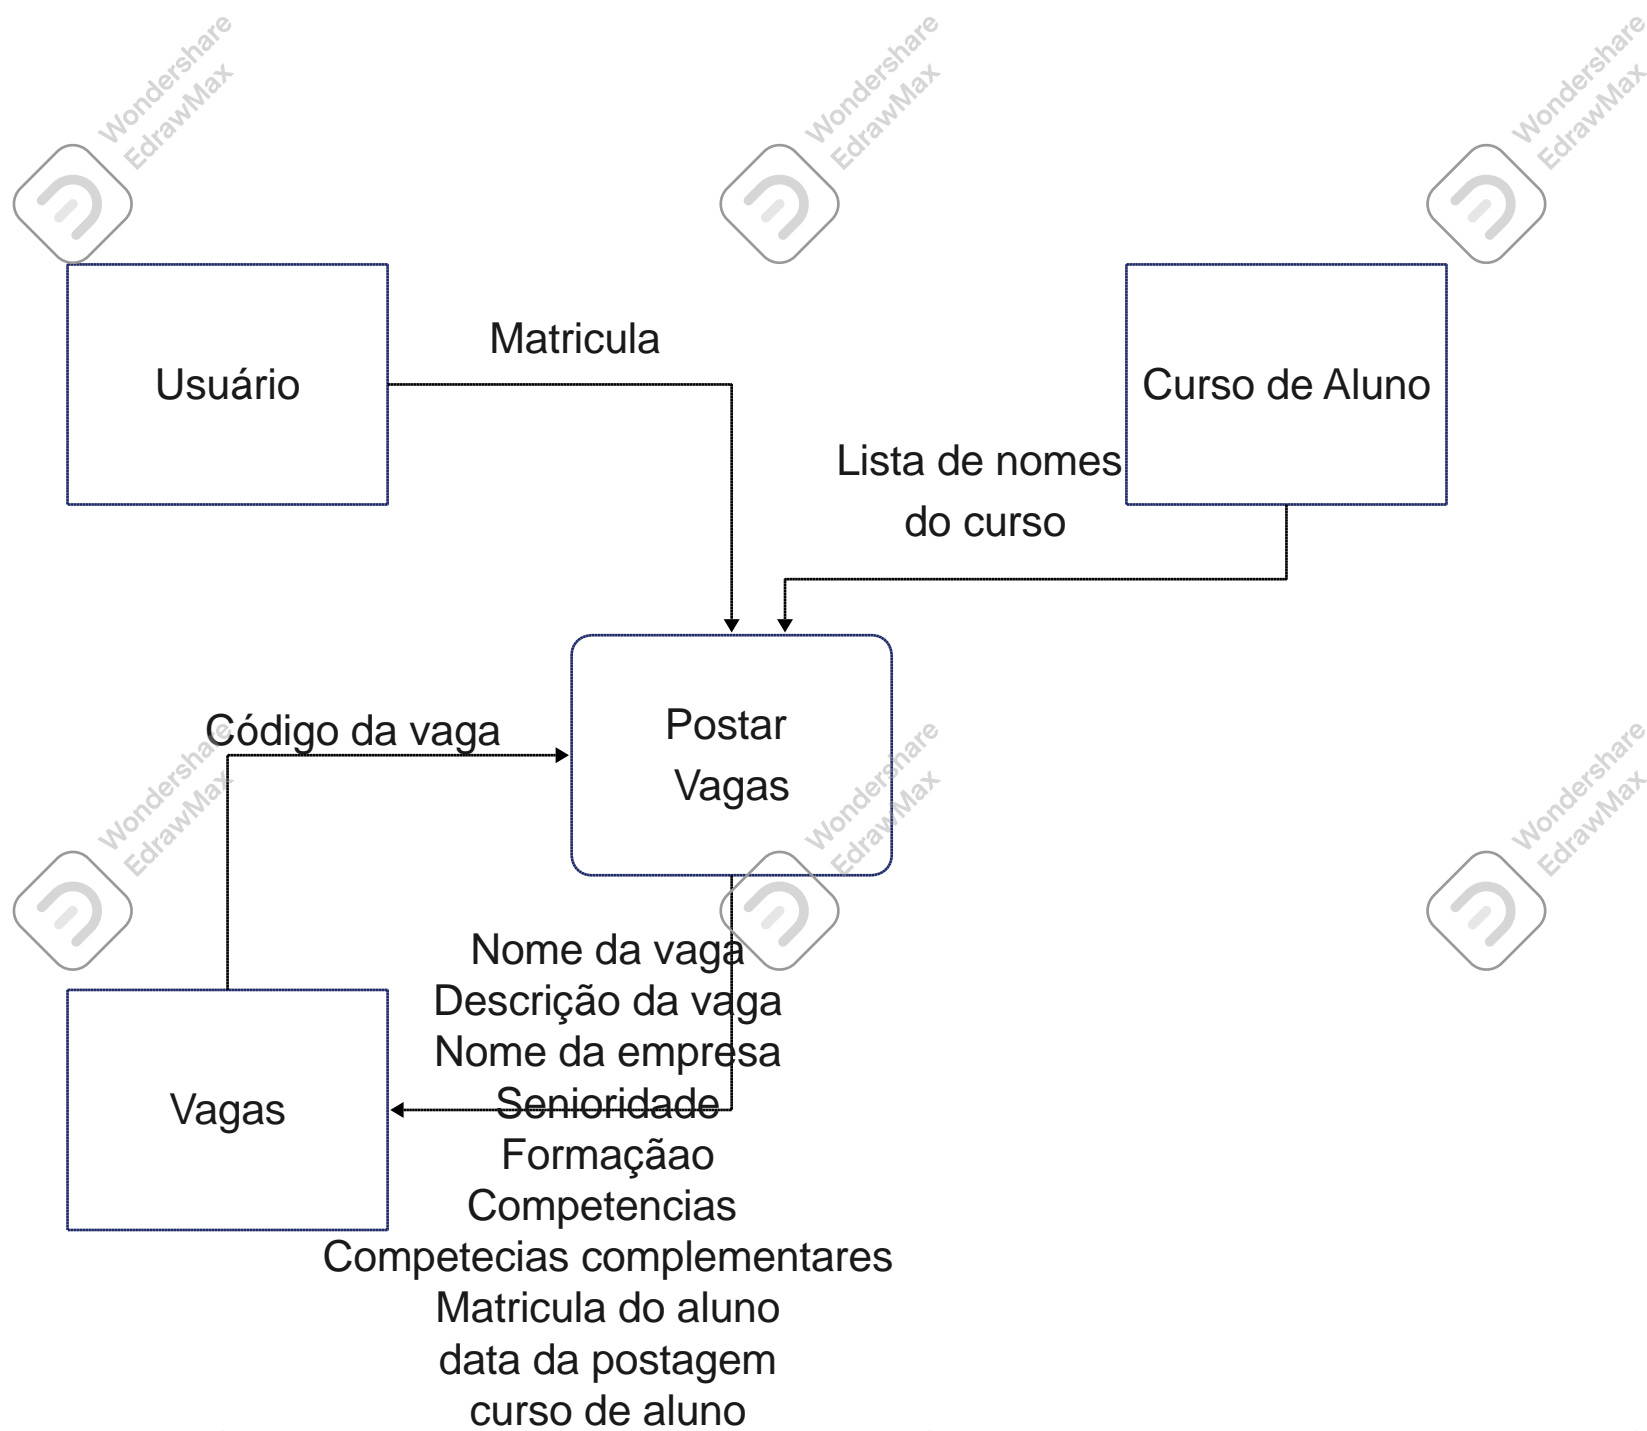 Wondershare
EdrawMax
Wondershare
EdrawMax
Wondershare
EdrawMax
Usuário
Matricula
Curso de Aluno
Lista de nomes
do curso
Código da vaga
Postar
Vagas
Wondershare
EdrawMax
Wondershare
EdrawMax
Wondershare
EdrawMax
Vagas
Nome da vaga
Descrição da vaga
Nome da empresa
Senioridade
Formaçãao
Competencias
Competecias complementares
Matricula do aluno
data da postagem
curso de aluno